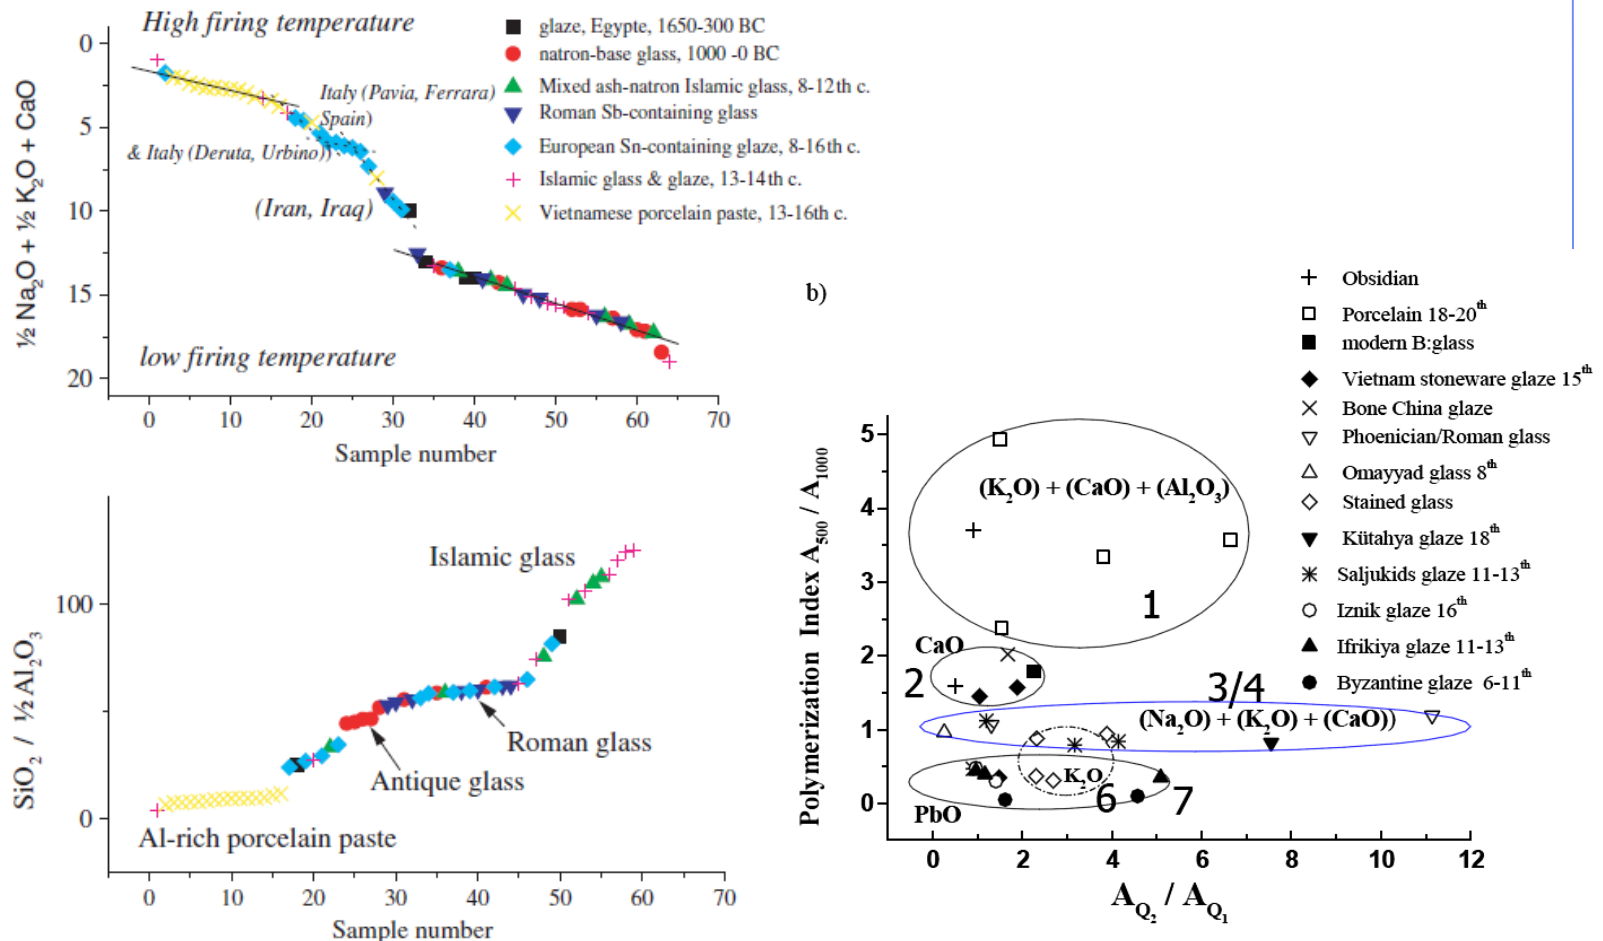 High firing temperature
glaze, Egypte, 1650-300 BC
natron-base glass, 1000 -0 BC
Mixed ash-natron Islamic glass, 8-12th c.
Roman Sb-containing glass
European Sn-containing glaze, 8-16th c.
Islamic glass & glaze, 13-14th c.
Vietnamese porcelain paste, 13-16th c.
Italy (Pavia, Ferrara)
Spain)
& Italy (Deruta, Urbino))
(Iran, Iraq)
low firing temperature
½ Na₂O + ½ K₂O + CaO
0
5
10
15
20
0 10 20 30 40 50 60 70
Sample number
SiO₂ / ½ Al₂O₃
100
0
Islamic glass
Roman glass
Antique glass
Al-rich porcelain paste
0 10 20 30 40 50 60 70
Sample number
b)
Obsidian
Porcelain 18-20th
modern B:glass
Vietnam stoneware glaze 15th
Bone China glaze
Phoenician/Roman glass
Omayyad glass 8th
Stained glass
Kütahya glaze 18th
Saljukids glaze 11-13th
Iznik glaze 16th
Ifrikiya glaze 11-13th
Byzantine glaze 6-11th
Polymerization Index A500 / A1000
5
4
3
2
1
0
(K₂O) + (CaO) + (Al₂O₃)
1
CaO
2
3/4
(Na₂O) + (K₂O) + (CaO))
K₂O
6
7
PbO
0 2 4 6 8 10 12
A Q₂ / A Q₁